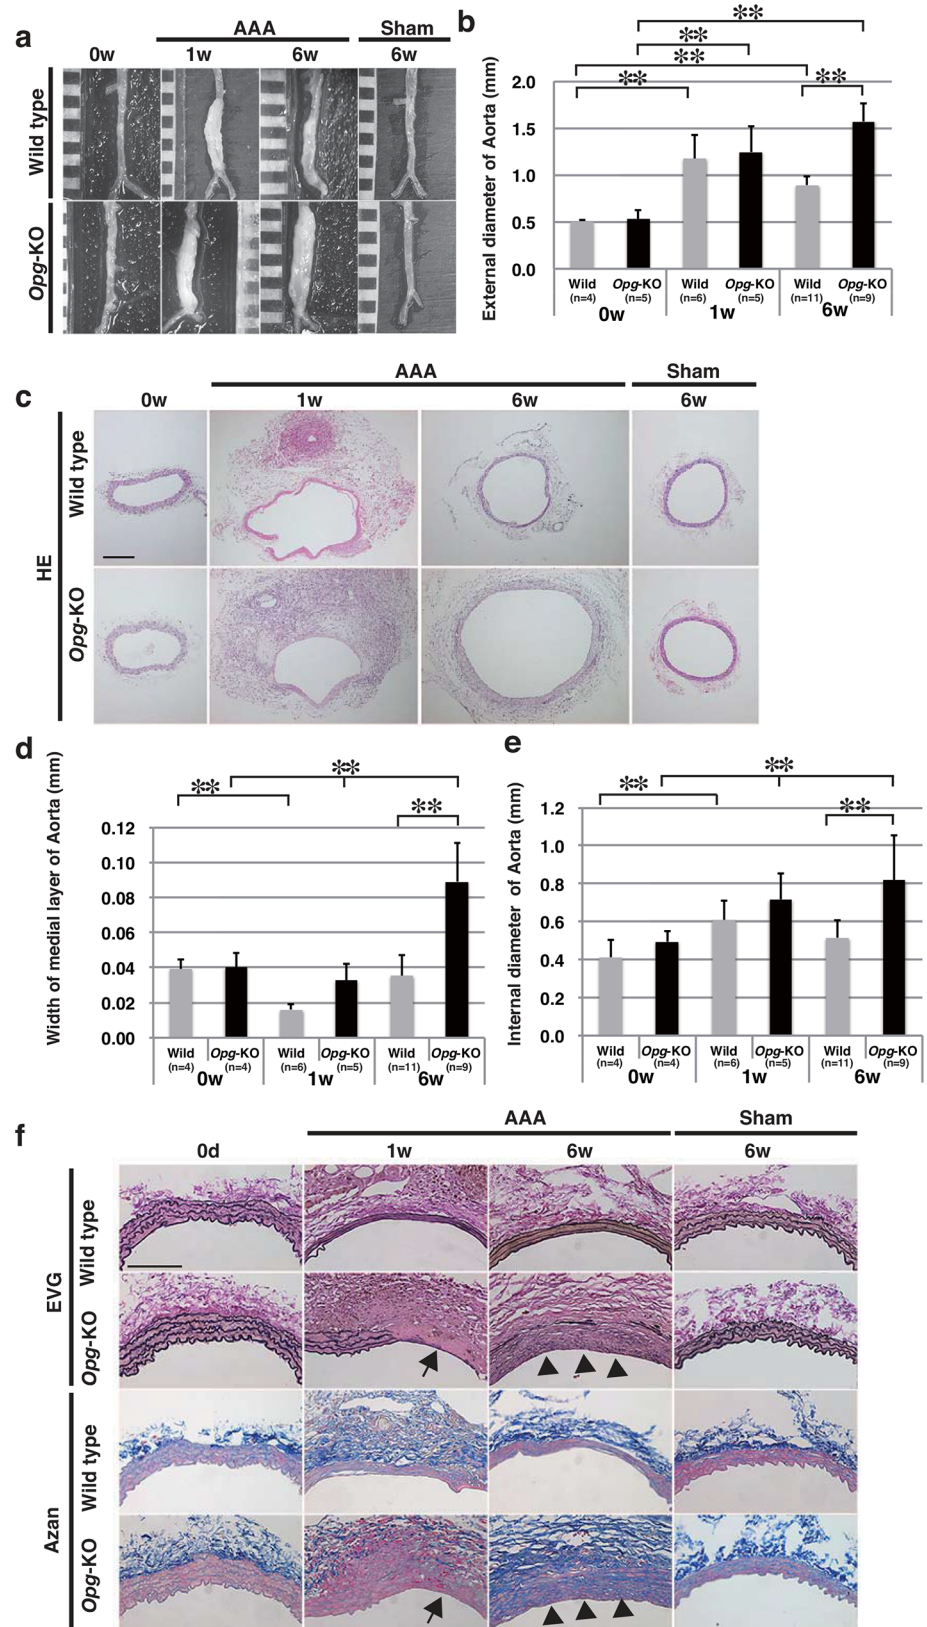 a
AAA
Sham
0w
1w
6w
6w
Wild type
Opg-KO
b
External diameter of Aorta (mm)
**
**
**
**
**
2.0
1.5
1.0
0.5
0.0
Wild
Opg-KO
Wild
Opg-KO
Wild
Opg-KO
(n=4)
(n=5)
(n=6)
(n=5)
(n=11)
(n=9)
0w
1w
6w
c
AAA
Sham
0w
1w
6w
6w
HE
Wild type
Opg-KO
d
Width of medial layer of Aorta (mm)
**
**
**
0.12
0.10
0.08
0.06
0.04
0.02
0.00
Wild
Opg-KO
Wild
Opg-KO
Wild
Opg-KO
(n=4)
(n=4)
(n=6)
(n=5)
(n=11)
(n=9)
0w
1w
6w
e
Internal diameter of Aorta (mm)
**
**
**
1.2
1.0
0.8
0.6
0.4
0.2
0.0
Wild
Opg-KO
Wild
Opg-KO
Wild
Opg-KO
(n=4)
(n=4)
(n=6)
(n=5)
(n=11)
(n=9)
0w
1w
6w
f
AAA
Sham
0d
1w
6w
6w
EVG
Wild type
Opg-KO
Azan
Wild type
Opg-KO